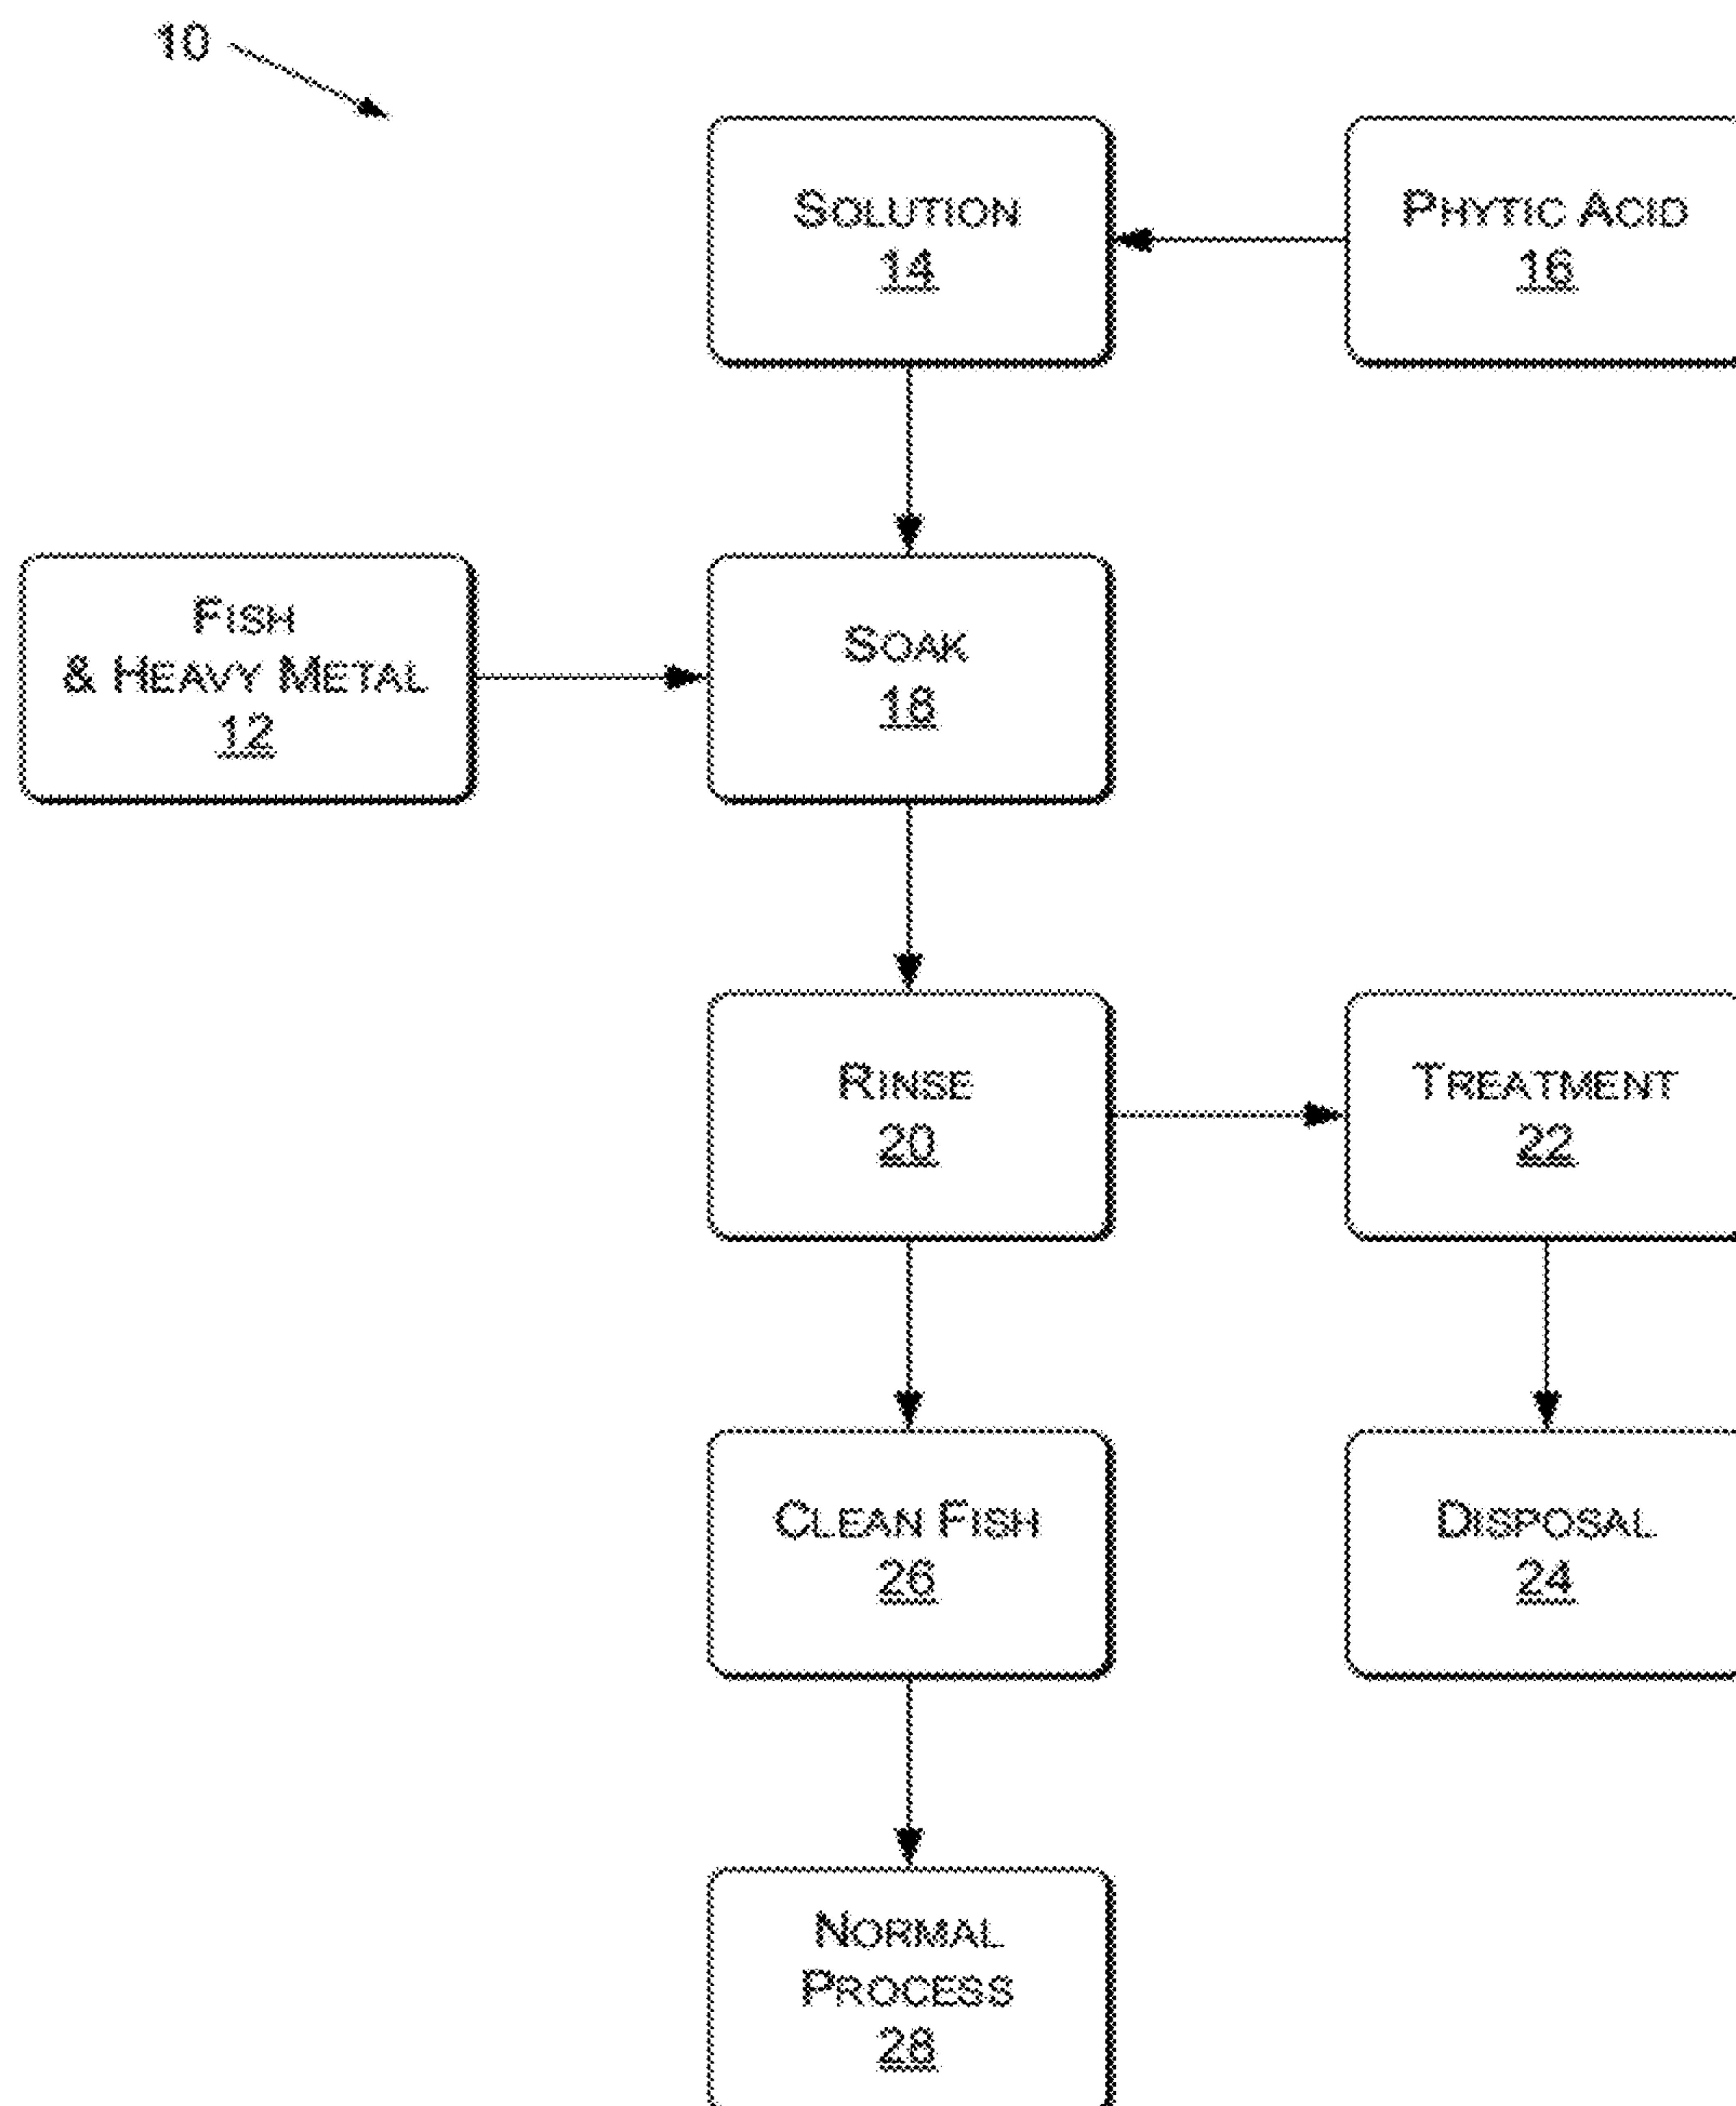 10
SOLUTION
14
PHYTIC ACID
16
FISH
& HEAVY METAL
12
SOAK
18
RINSE
20
TREATMENT
22
CLEAN FISH
26
DISPOSAL
24
NORMAL
PROCESS
28